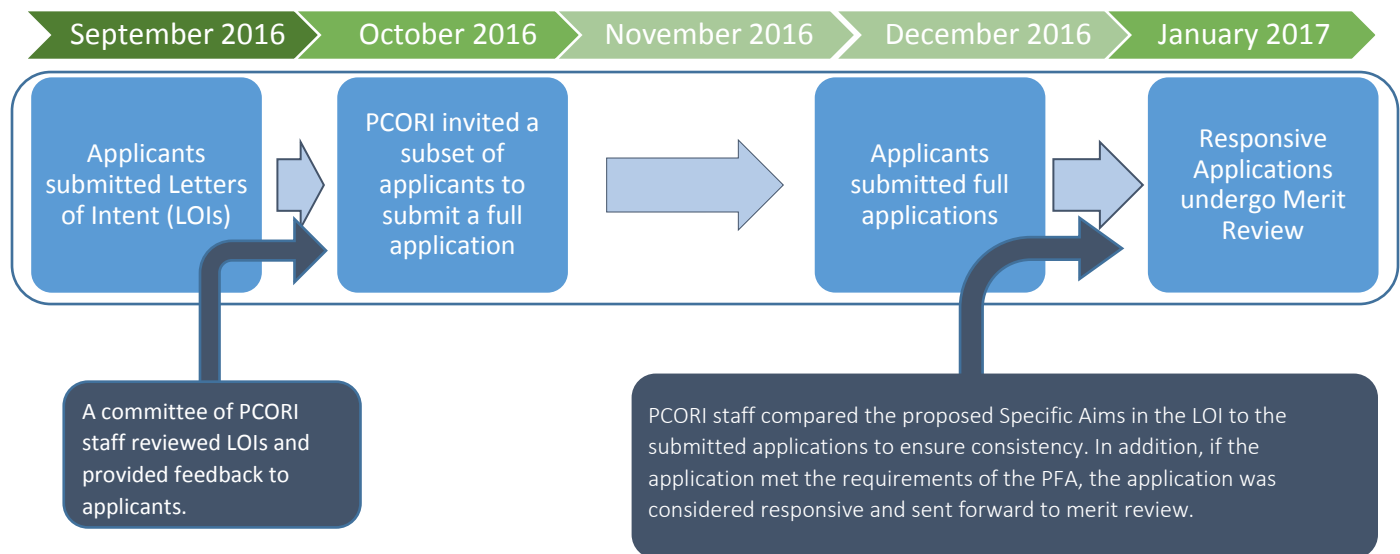 September 2016
October 2016
November 2016
December 2016
January 2017
Applicants
submitted Letters
of Intent (LOIs)
PCORI invited a
subset of
applicants to
submit a full
application
Applicants
submitted full
applications
Responsive
Applications
undergo Merit
Review
A committee of PCORI
staff reviewed LOIs and
provided feedback to
applicants.
PCORI staff compared the proposed Specific Aims in the LOI to the
submitted applications to ensure consistency. In addition, if the
application met the requirements of the PFA, the application was
considered responsive and sent forward to merit review.